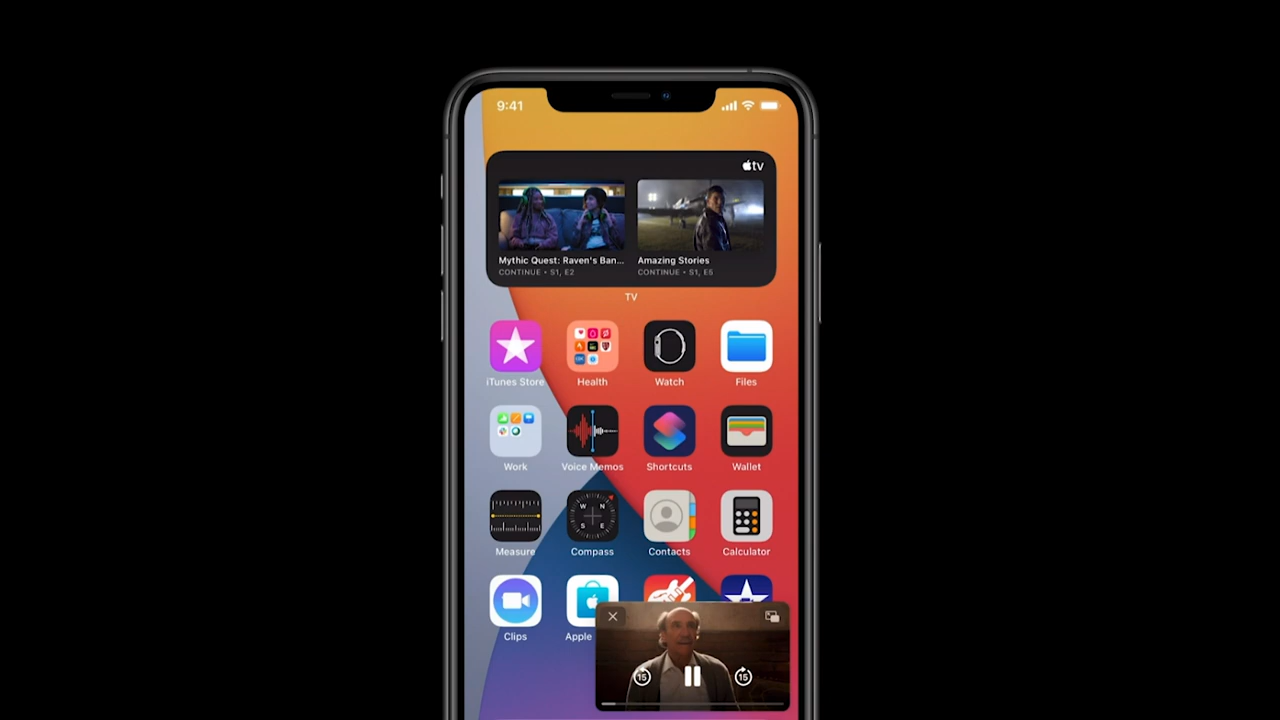 9:41
tv
Mythic Quest: Raven's Ban...
CONTINUE • S1, E2
Amazing Stories
CONTINUE • S1, E5
TV
iTunes Store
Health
Watch
Files
Work
Voice Memos
Shortcuts
Wallet
Measure
W N
S E
Compass
Contacts
Calculator
Clips
Apple
15
15